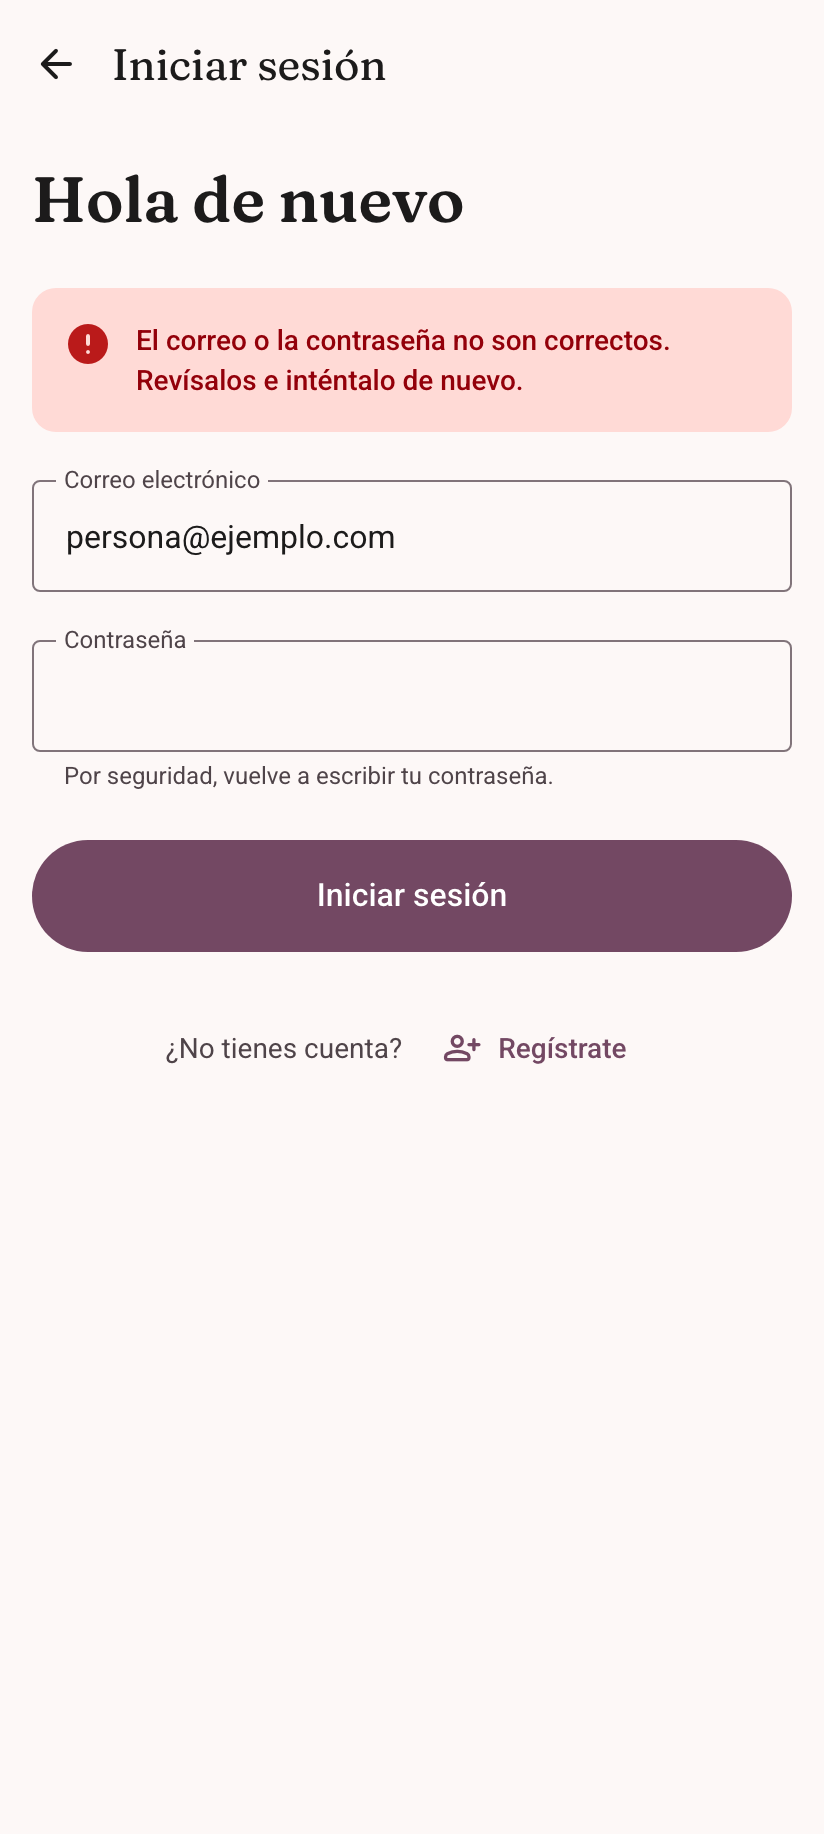 Iniciar sesión
Hola de nuevo
El correo o la contraseña no son correctos.
Revísalos e inténtalo de nuevo.
Correo electrónico
persona@ejemplo.com
Contraseña
Por seguridad, vuelve a escribir tu contraseña.
Iniciar sesión
¿No tienes cuenta? Regístrate